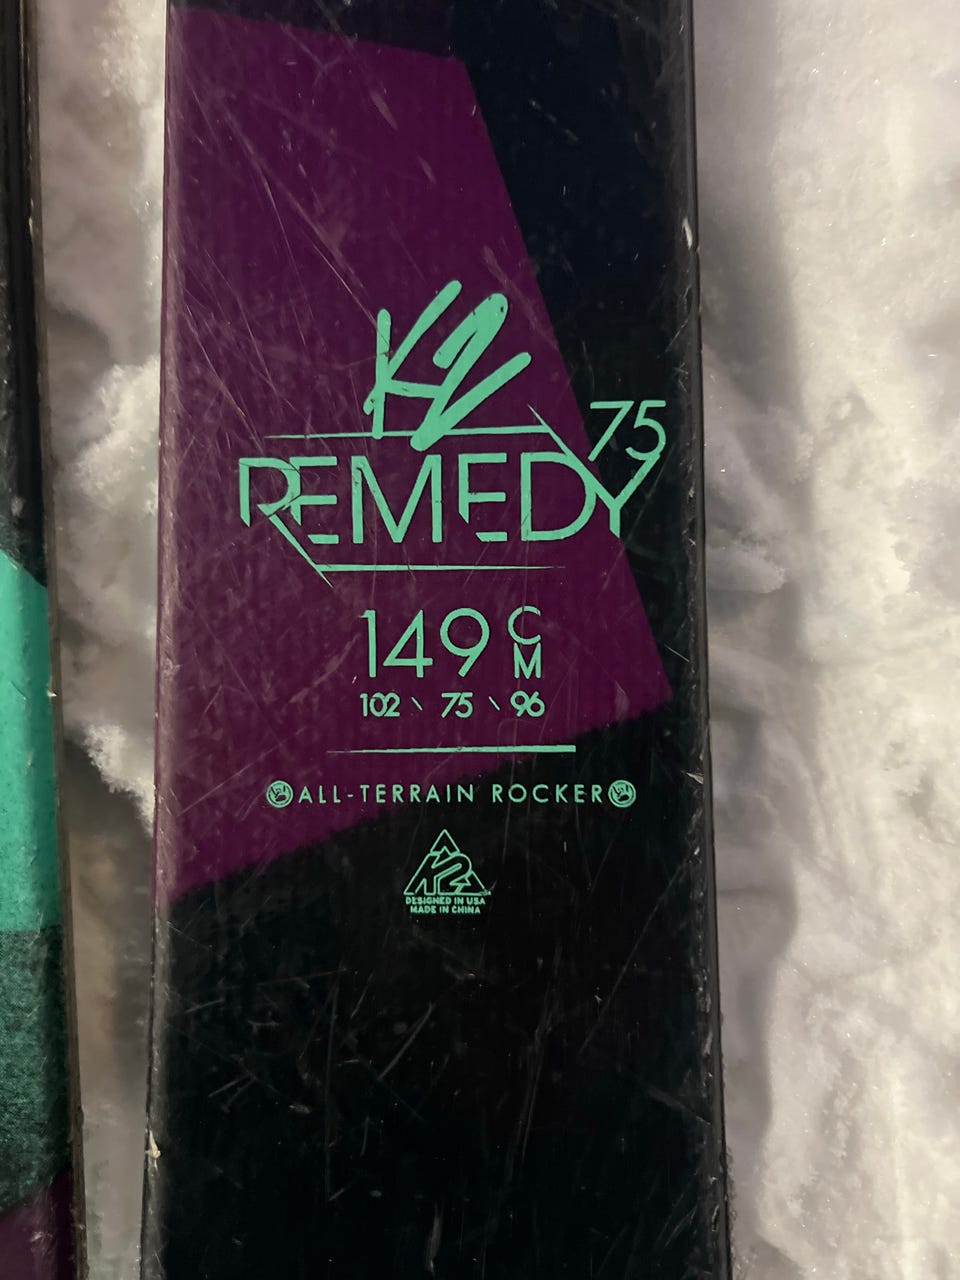 K2
75
REMEDY
149 CM
102 \ 75 \ 96
ALL-TERRAIN ROCKER
K2
DESIGNED IN USA
MADE IN CHINA